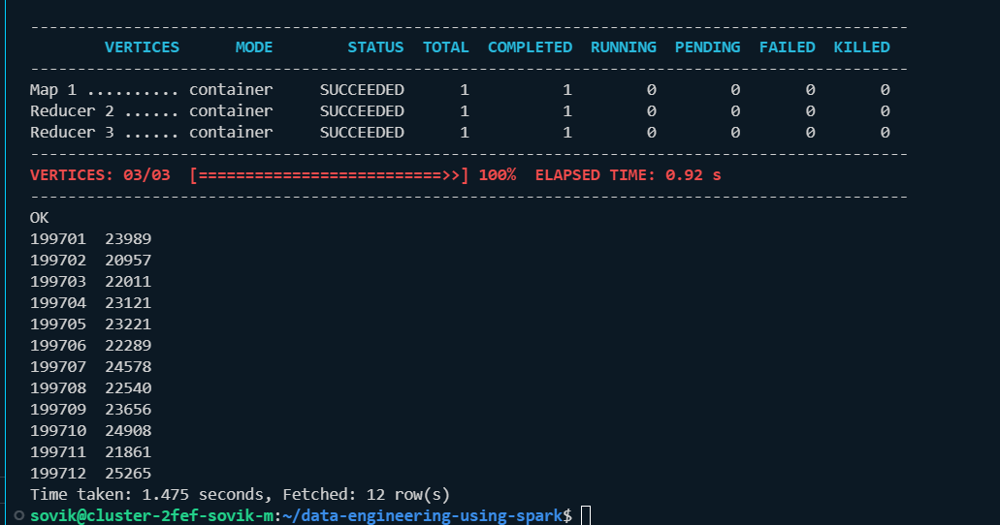 --------------------------------------------------------------------------------------------
        VERTICES      MODE        STATUS  TOTAL  COMPLETED  RUNNING  PENDING  FAILED  KILLED
--------------------------------------------------------------------------------------------
Map 1 .......... container     SUCCEEDED      1          1        0        0       0       0
Reducer 2 ...... container     SUCCEEDED      1          1        0        0       0       0
Reducer 3 ...... container     SUCCEEDED      1          1        0        0       0       0
--------------------------------------------------------------------------------------------
VERTICES: 03/03  [==========================>>] 100%  ELAPSED TIME: 0.92 s
--------------------------------------------------------------------------------------------
OK
199701  23989
199702  20957
199703  22011
199704  23121
199705  23221
199706  22289
199707  24578
199708  22540
199709  23656
199710  24908
199711  21861
199712  25265
Time taken: 1.475 seconds, Fetched: 12 row(s)
sovik@cluster-2fef-sovik-m:~/data-engineering-using-spark$